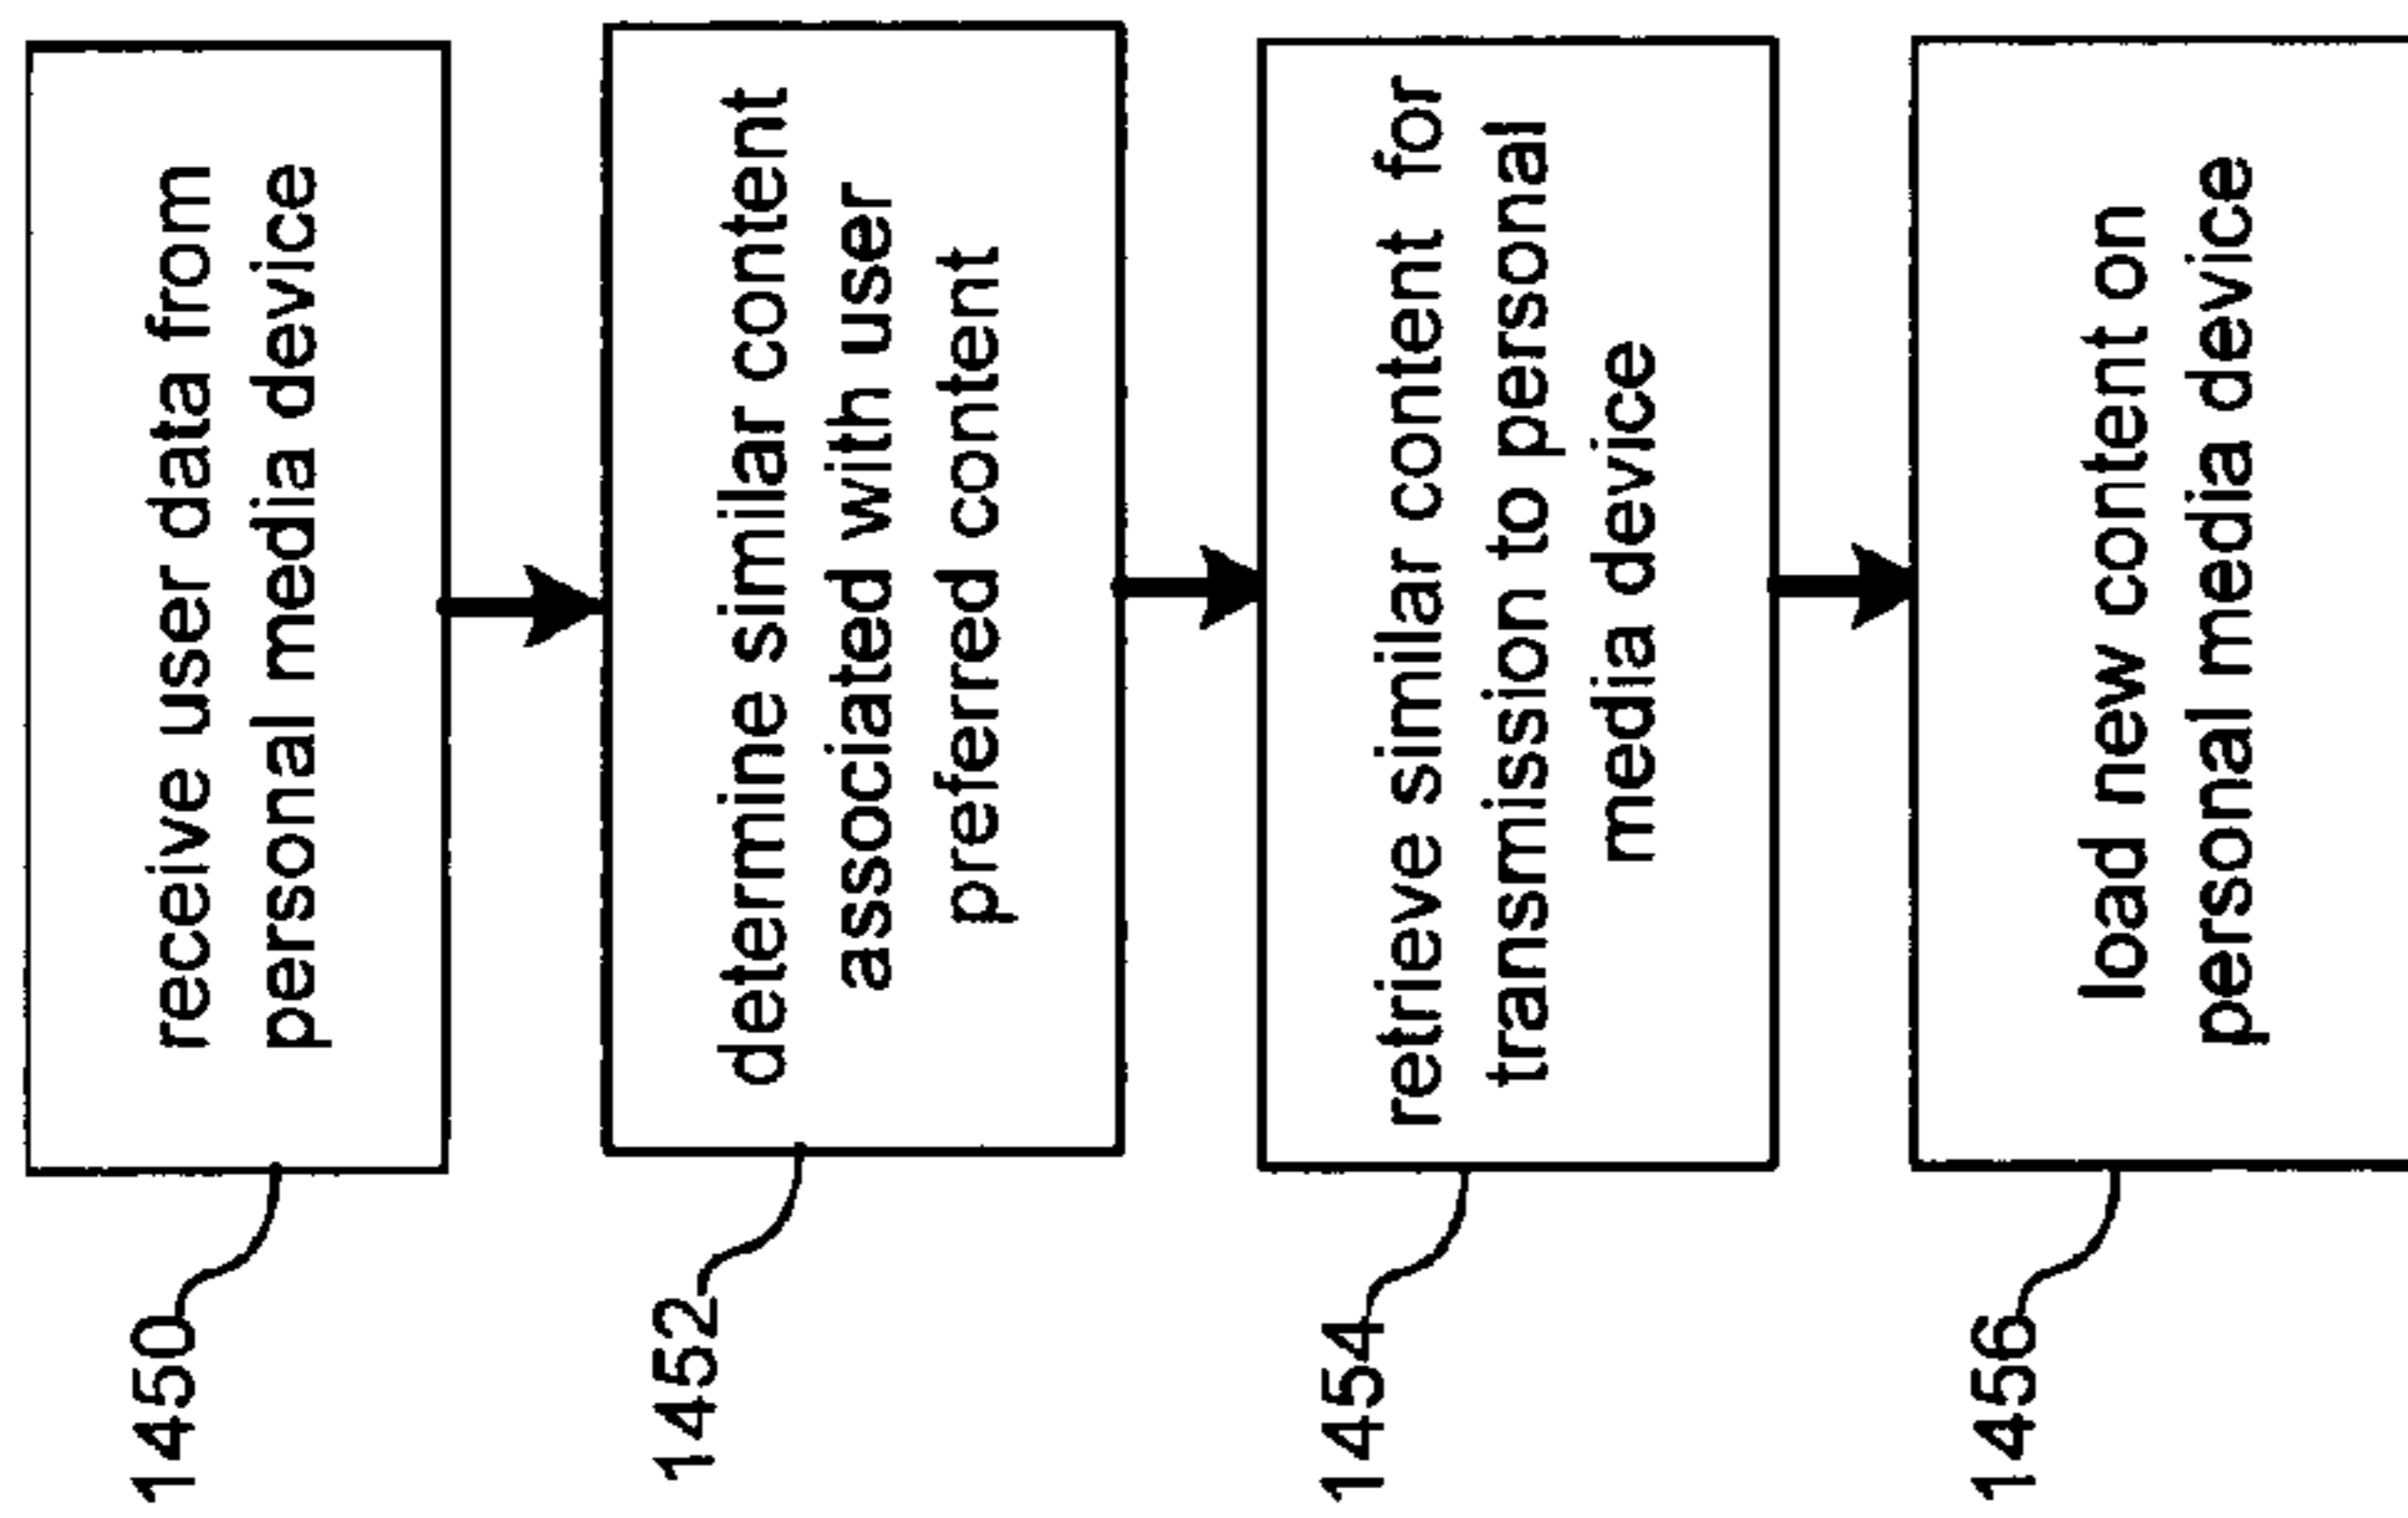 1450
receive user data from
personal media device
1452
determine similar content
associated with user
preferred content
1454
retrieve similar content for
transmission to personal
media device
1456
load new content on
personal media device